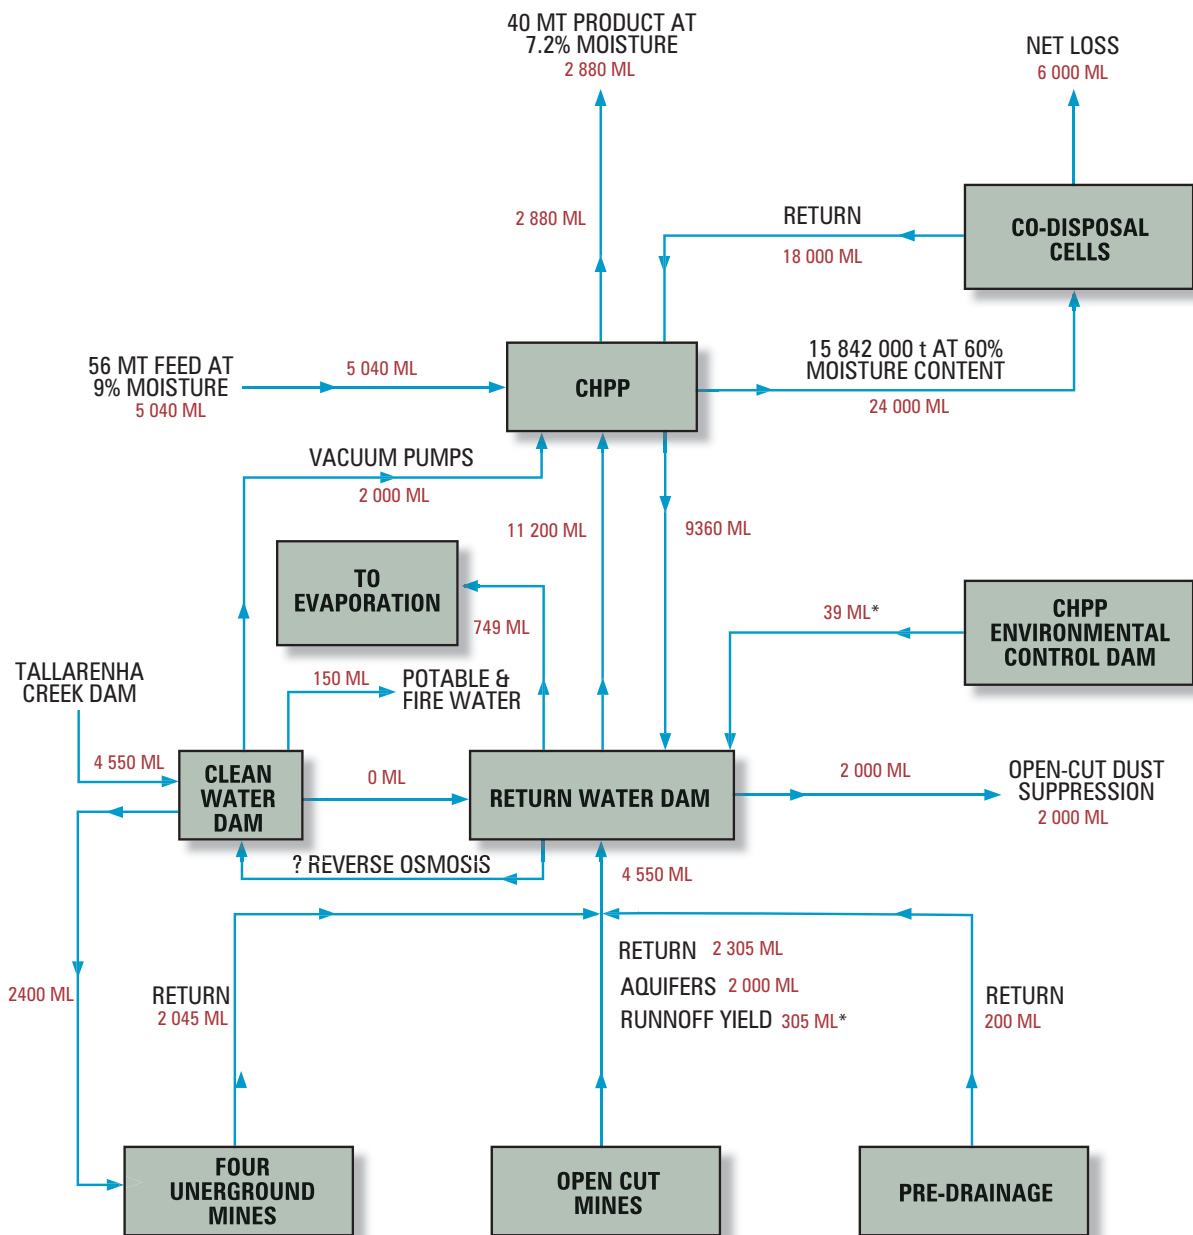 40 MT PRODUCT AT
7.2% MOISTURE
2 880 ML
NET LOSS
6 000 ML
2 880 ML
RETURN
18 000 ML
CO-DISPOSAL
CELLS
56 MT FEED AT
9% MOISTURE
5 040 ML
5 040 ML
CHPP
15 842 000 t AT 60%
MOISTURE CONTENT
24 000 ML
VACUUM PUMPS
2 000 ML
11 200 ML
9360 ML
TO
EVAPORATION
749 ML
39 ML*
CHPP
ENVIRONMENTAL
CONTROL DAM
TALLARENHA
CREEK DAM
150 ML
POTABLE &
FIRE WATER
4 550 ML
CLEAN
WATER
DAM
0 ML
RETURN WATER DAM
2 000 ML
OPEN-CUT DUST
SUPPRESSION
2 000 ML
? REVERSE OSMOSIS
4 550 ML
2400 ML
RETURN
2 045 ML
RETURN 2 305 ML
AQUIFERS 2 000 ML
RUNNOFF YIELD 305 ML*
RETURN
200 ML
FOUR
UNERGROUND
MINES
OPEN CUT
MINES
PRE-DRAINAGE